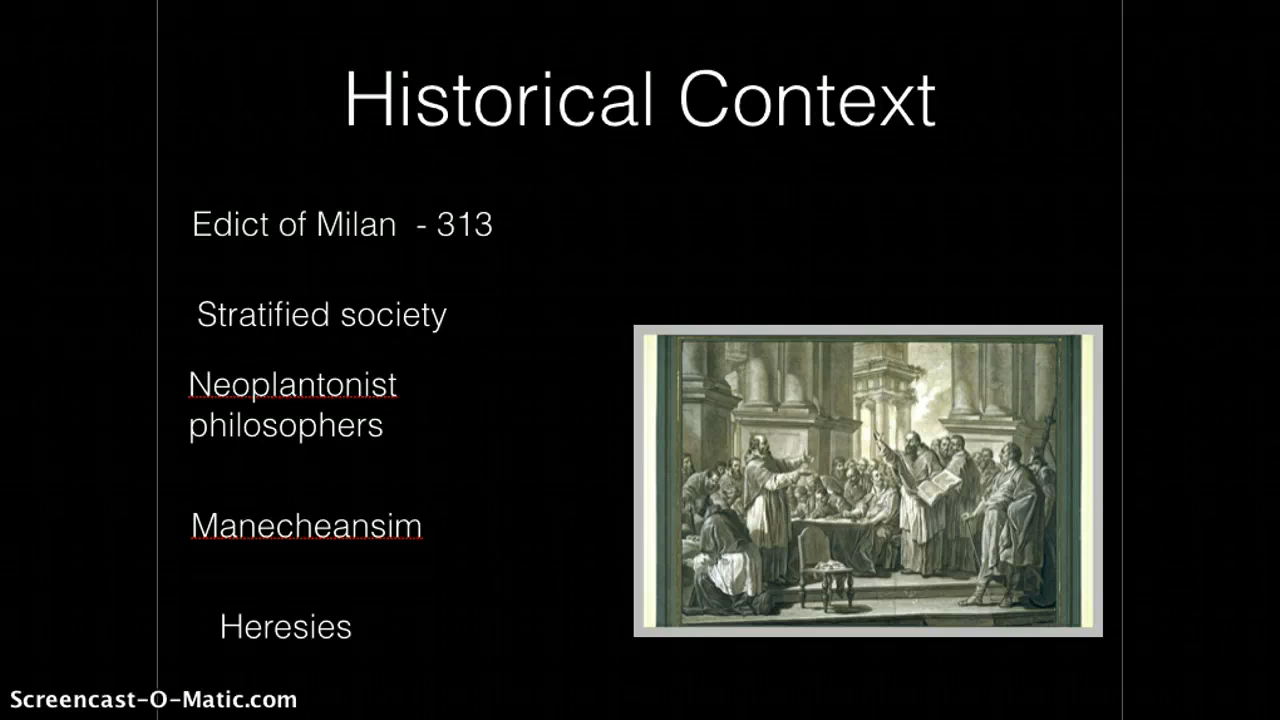 Historical Context
Edict of Milan - 313
Stratified society
Neoplantonist
philosophers
Manecheansim
Heresies
Screencast-O-Matic.com